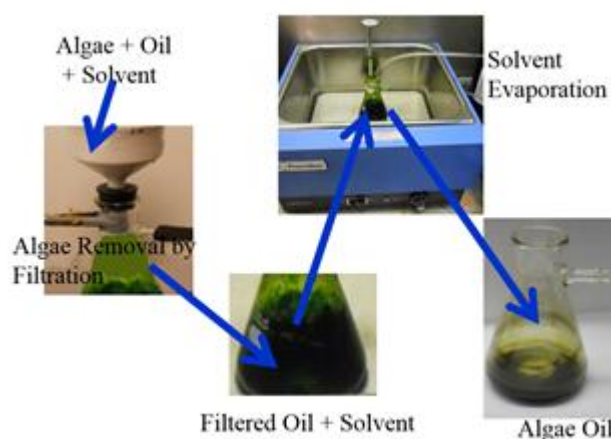 Algae + Oil
+ Solvent
Solvent
Evaporation
Algae Removal by
Filtration
Filtered Oil + Solvent
Algae Oil